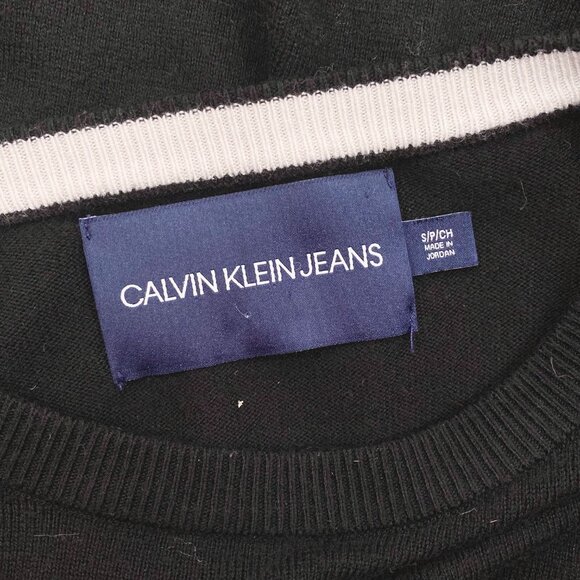 CALVIN KLEIN JEANS
S/P/CH
MADE IN
JORDAN